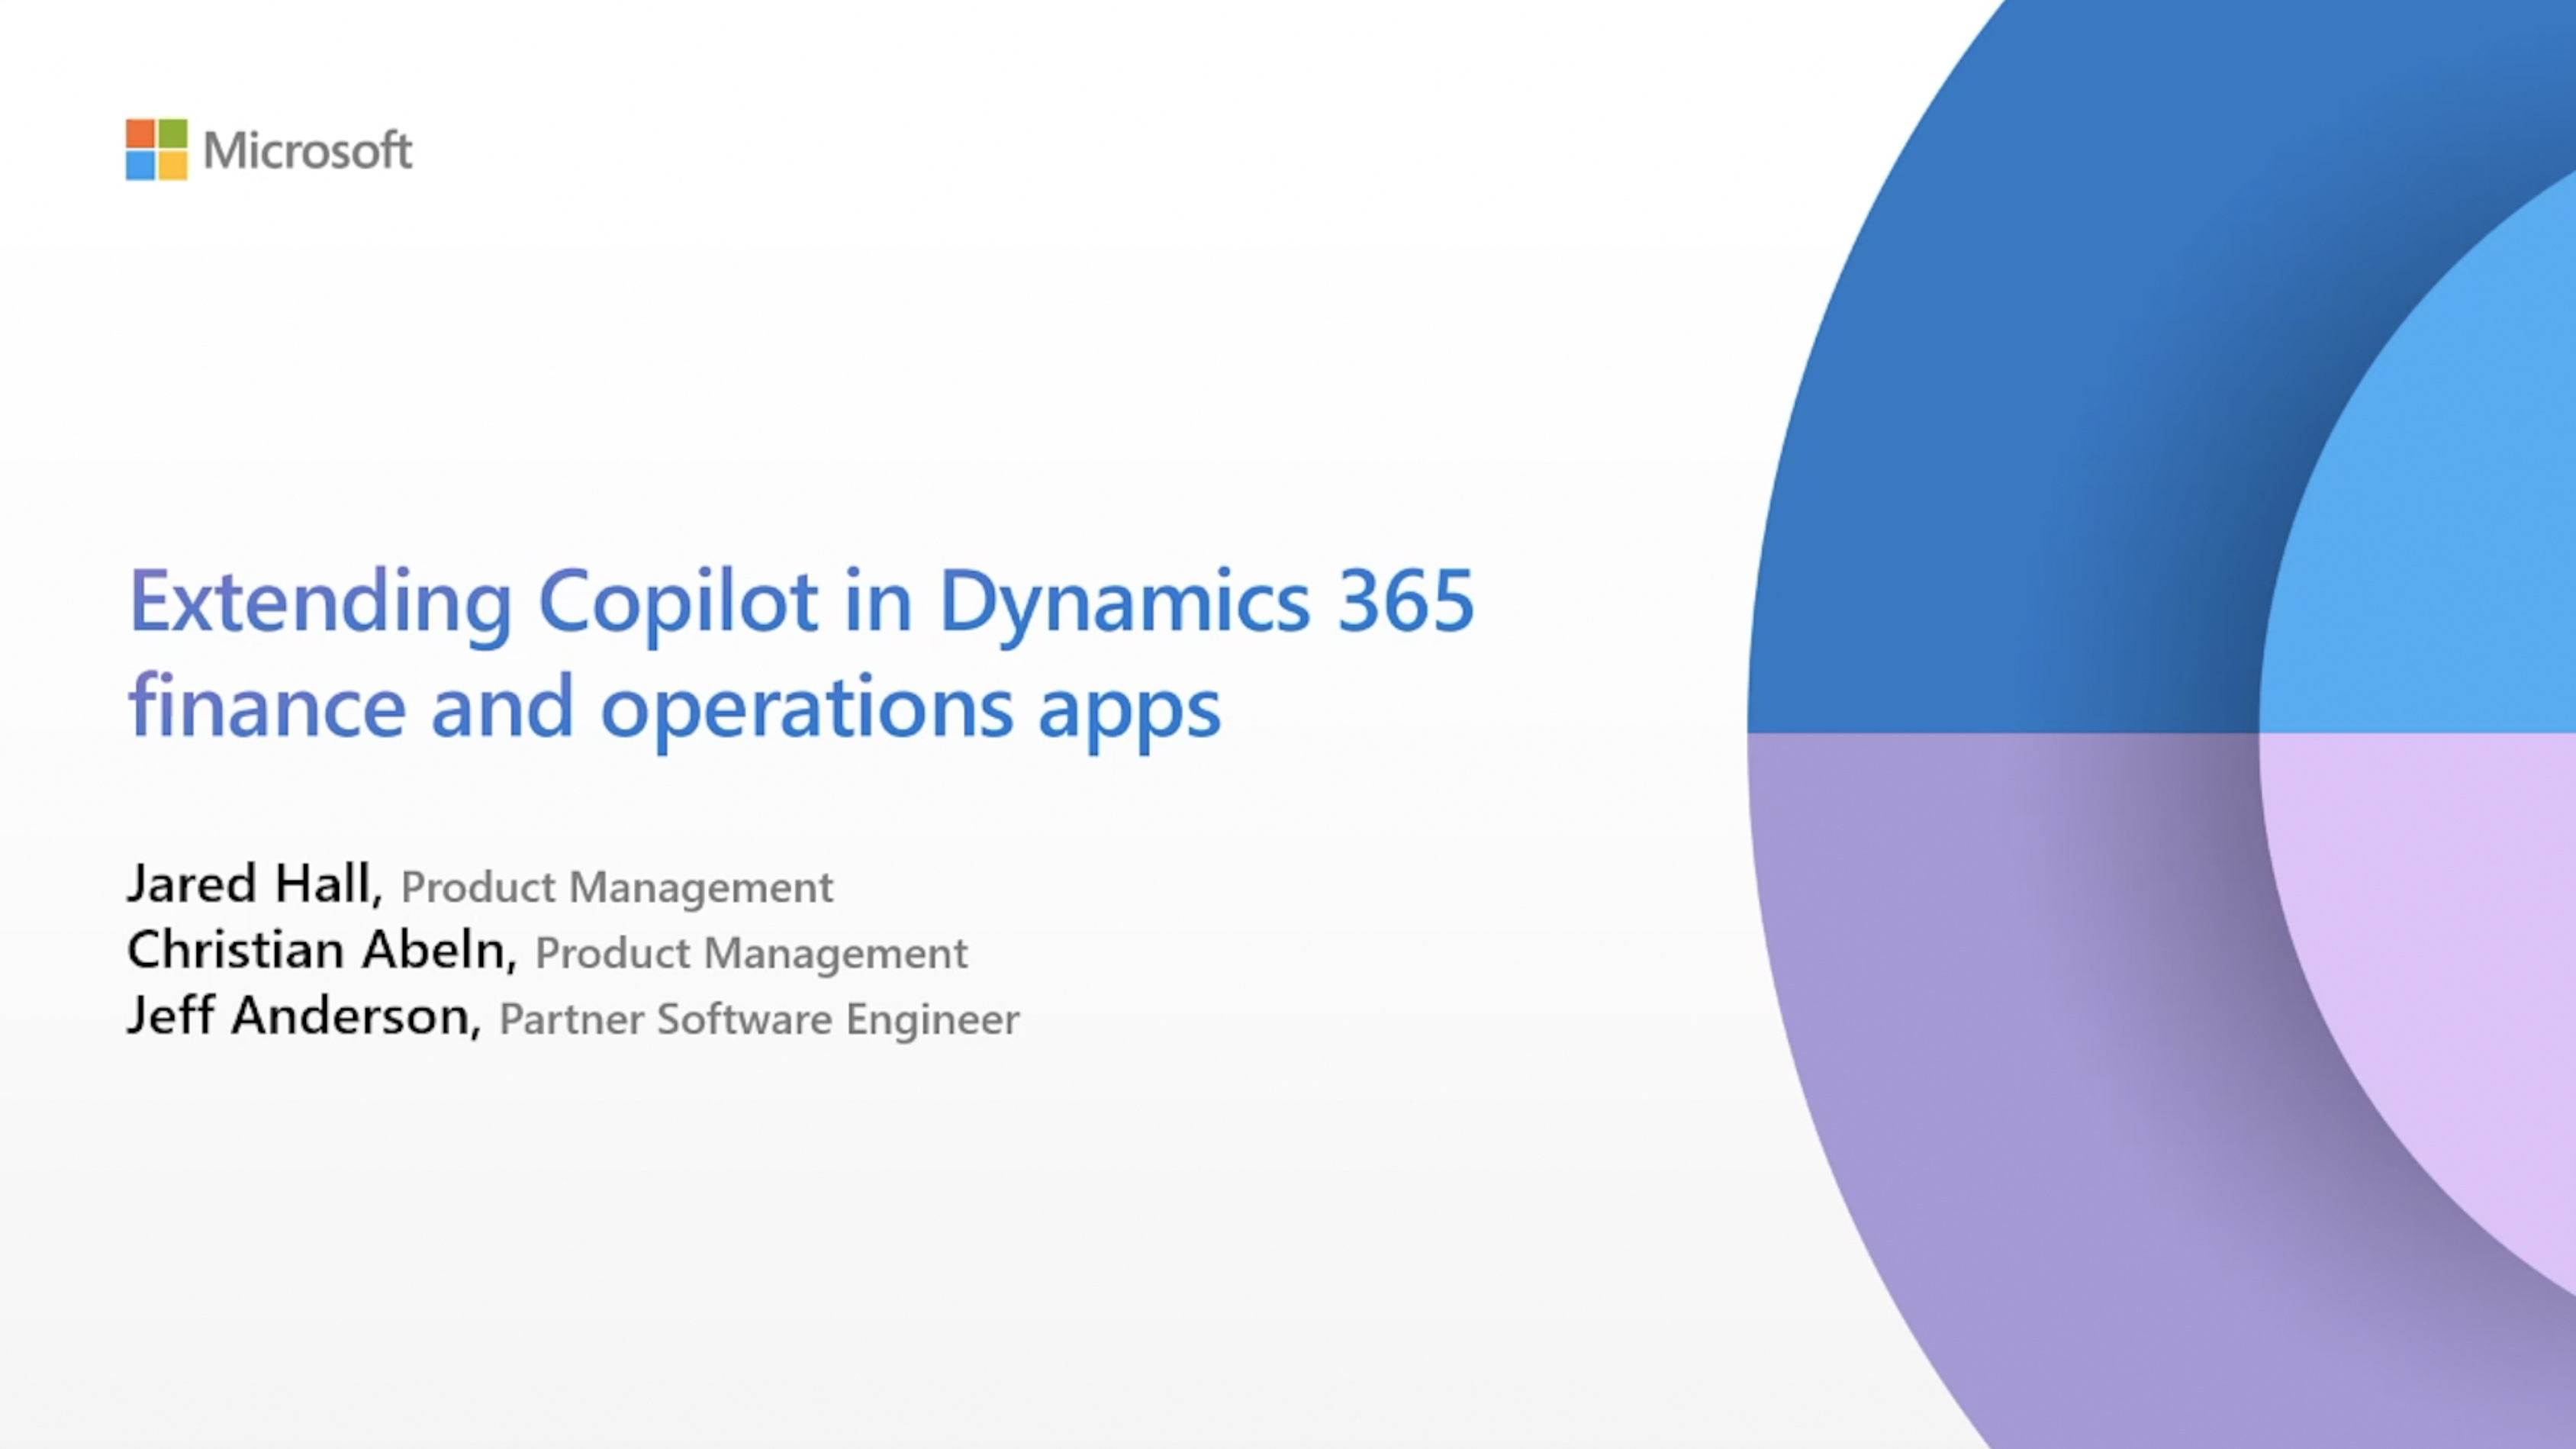 Microsoft
Extending Copilot in Dynamics 365
finance and operations apps
Jared Hall, Product Management
Christian Abeln, Product Management
Jeff Anderson, Partner Software Engineer